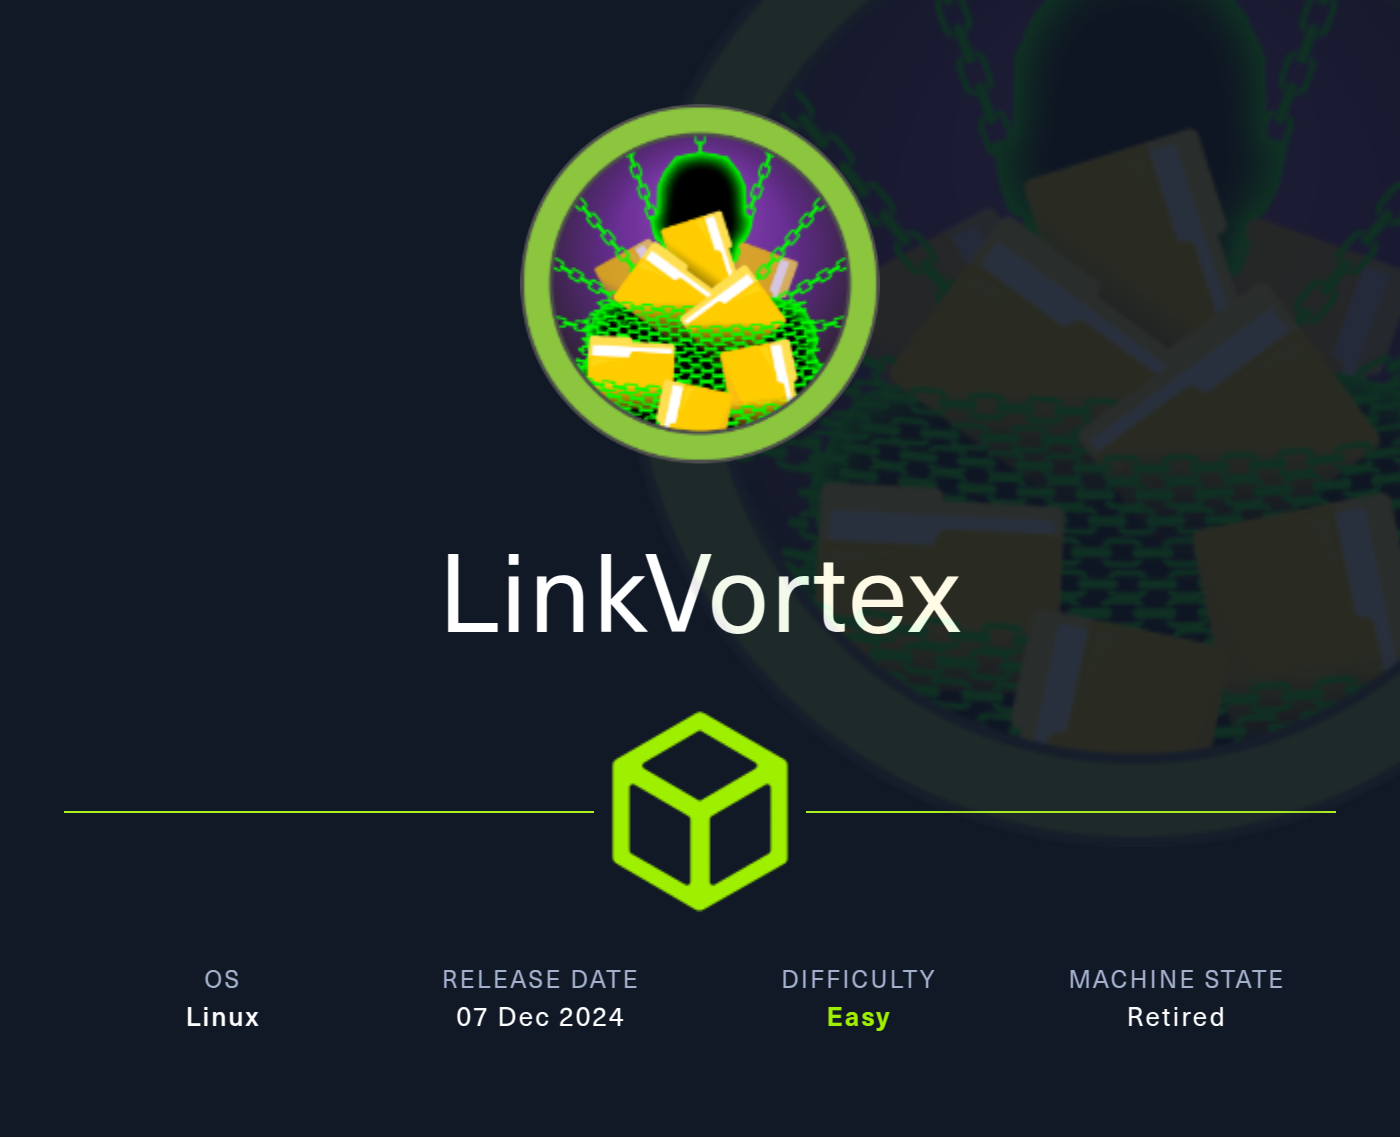 LinkVortex
OS
Linux
RELEASE DATE
07 Dec 2024
DIFFICULTY
Easy
MACHINE STATE
Retired